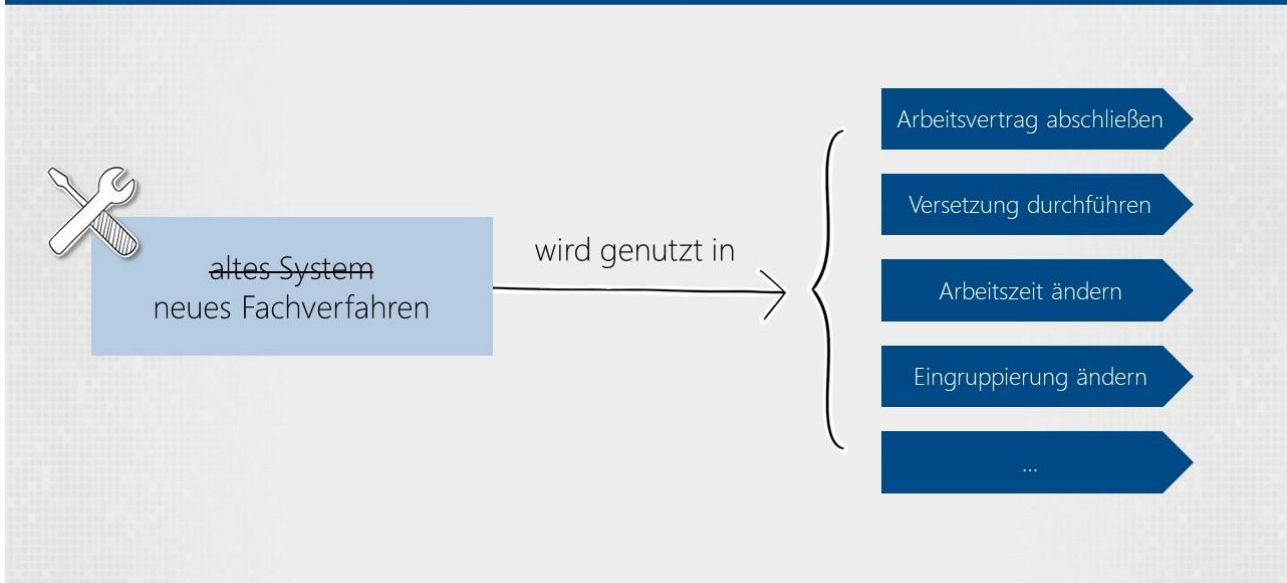 altes System
neues Fachverfahren
wird genutzt in
Arbeitsvertrag abschließen
Versetzung durchführen
Arbeitszeit ändern
Eingruppierung ändern
...